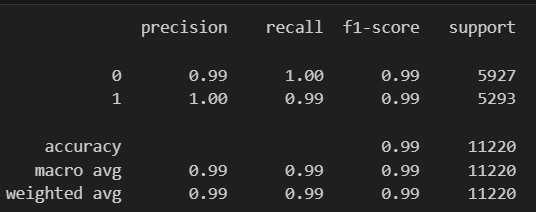 precision recall f1-score support
0 0.99 1.00 0.99 5927
1 1.00 0.99 0.99 5293
accuracy 0.99 11220
macro avg 0.99 0.99 0.99 11220
weighted avg 0.99 0.99 0.99 11220